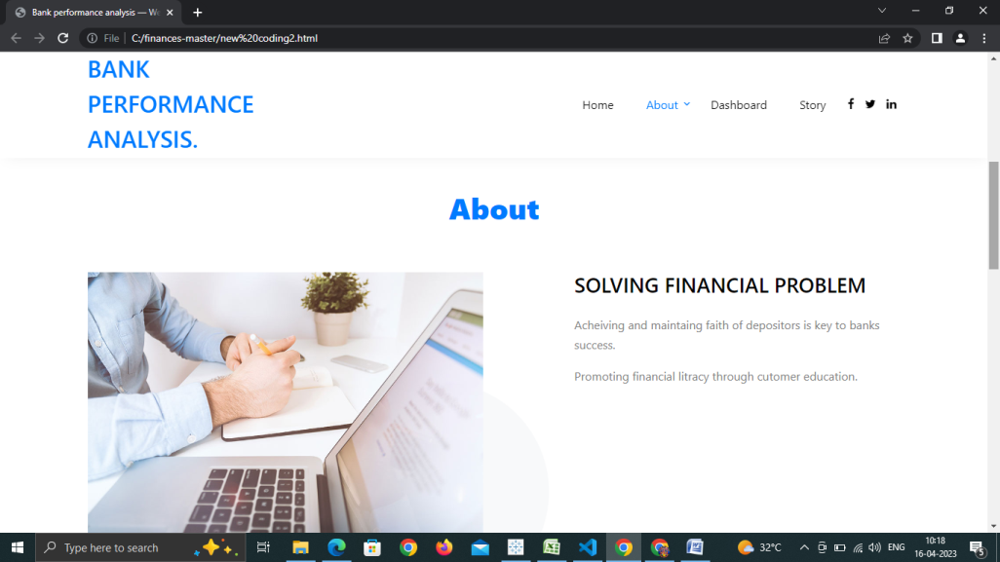 Bank performance analysis — We
File
C:/finances-master/new%20coding2.html
BANK
PERFORMANCE
ANALYSIS.
Home
About
Dashboard
Story
About
SOLVING FINANCIAL PROBLEM
Acheiving and maintaing faith of depositors is key to banks
success.
Promoting financial litracy through cutomer education.
Type here to search
32°C
ENG
10:18
16-04-2023
5